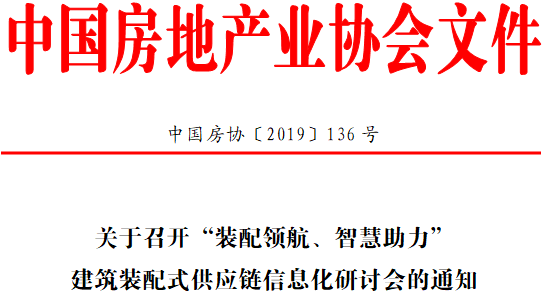 中国房地产业协会文件
中国房协〔2019〕136号
关于召开“装配领航、智慧助力”
建筑装配式供应链信息化研讨会的通知